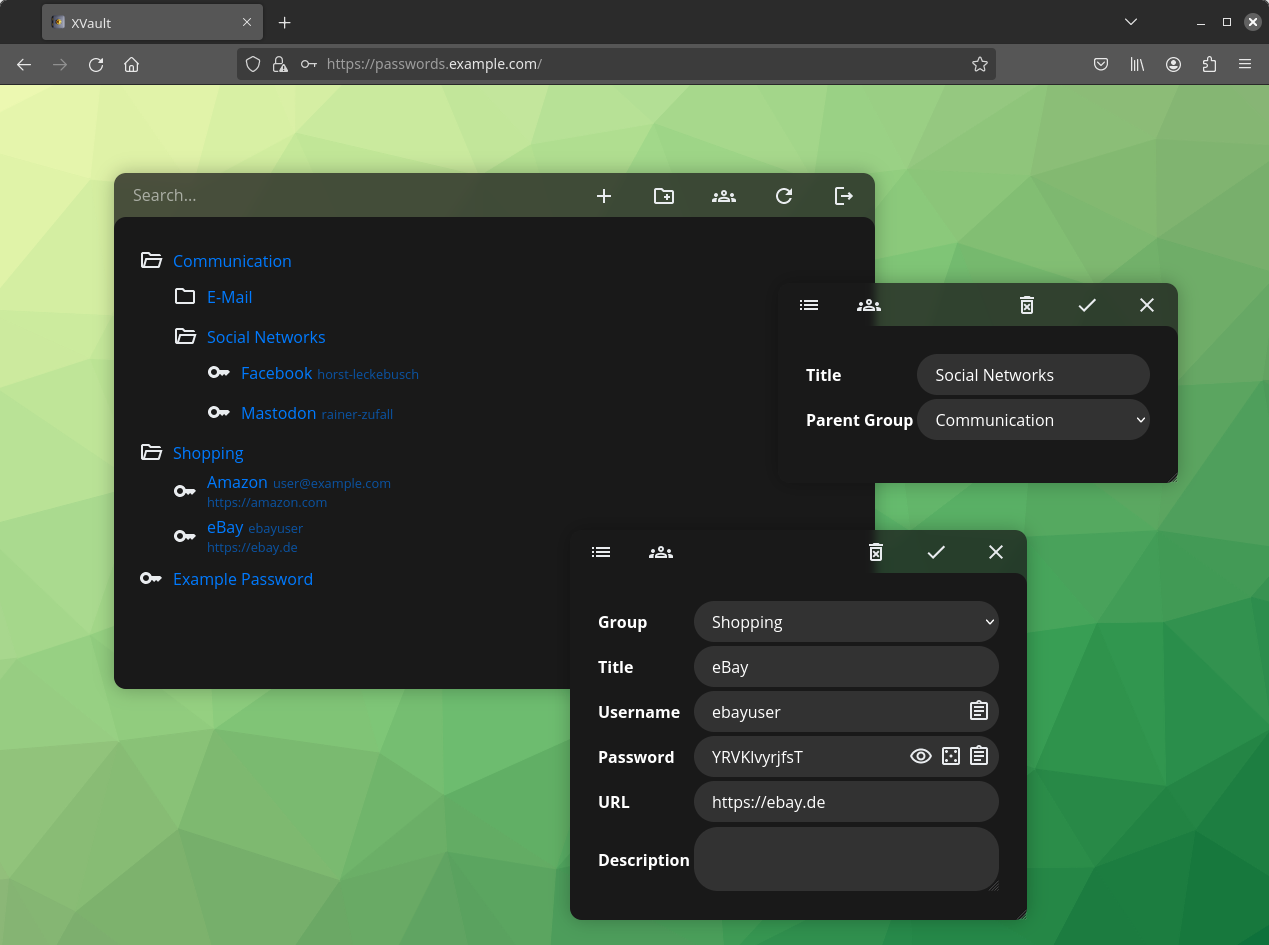 XVault
https://passwords.example.com/
Search...
Communication
E-Mail
Social Networks
Facebook horst-leckebusch
Mastodon rainer-zufall
Shopping
Amazon user@example.com
https://amazon.com
eBay ebayuser
https://ebay.de
Example Password
Title Social Networks
Parent Group Communication
Group Shopping
Title eBay
Username ebayuser
Password YRVKlvyrjfsT
URL https://ebay.de
Description